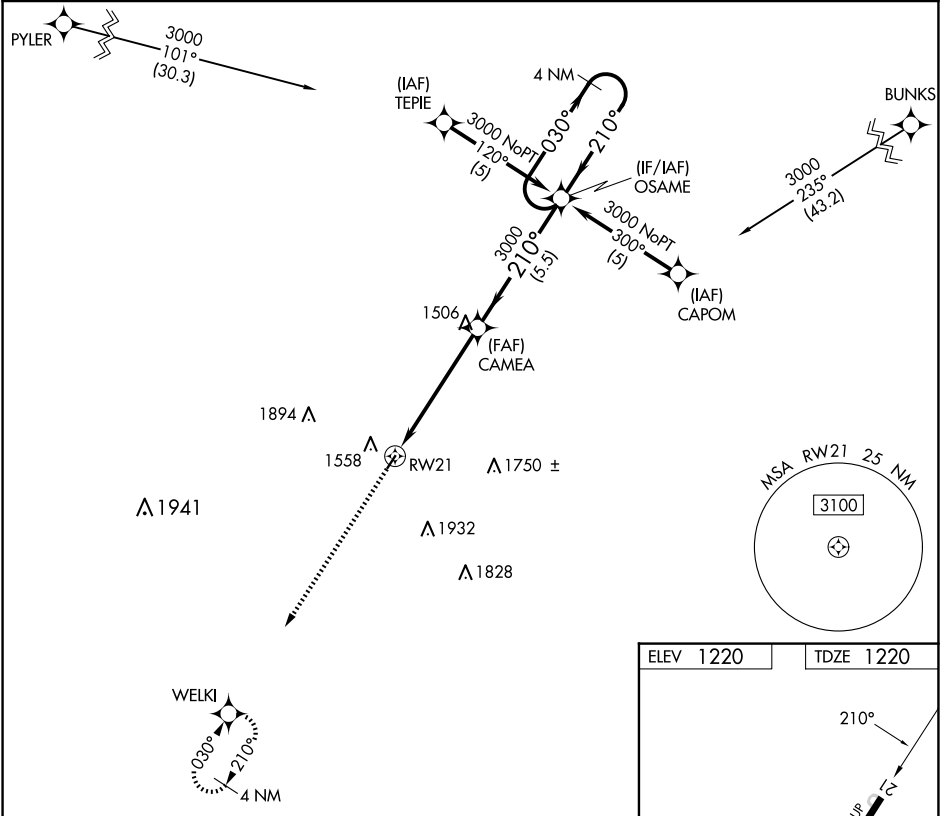 PYLER
3000
101°
(30.3)
(IAF)
TEPIE
3000 NoPT
120°
(5)
4 NM
030°
210°
(IF/IAF)
OSAME
BUNKS
3000
235°
(43.2)
3000 NoPT
300°
(5)
(IAF)
CAPOM
3000
210°
(5.5)
1506
(FAF)
CAMEA
1894
1558
RW21
1750 ±
1941
1932
1828
MSA RW21 25 NM
3100
WELKI
030°
210°
4 NM
ELEV 1220
TDZE 1220
210°
21
UP